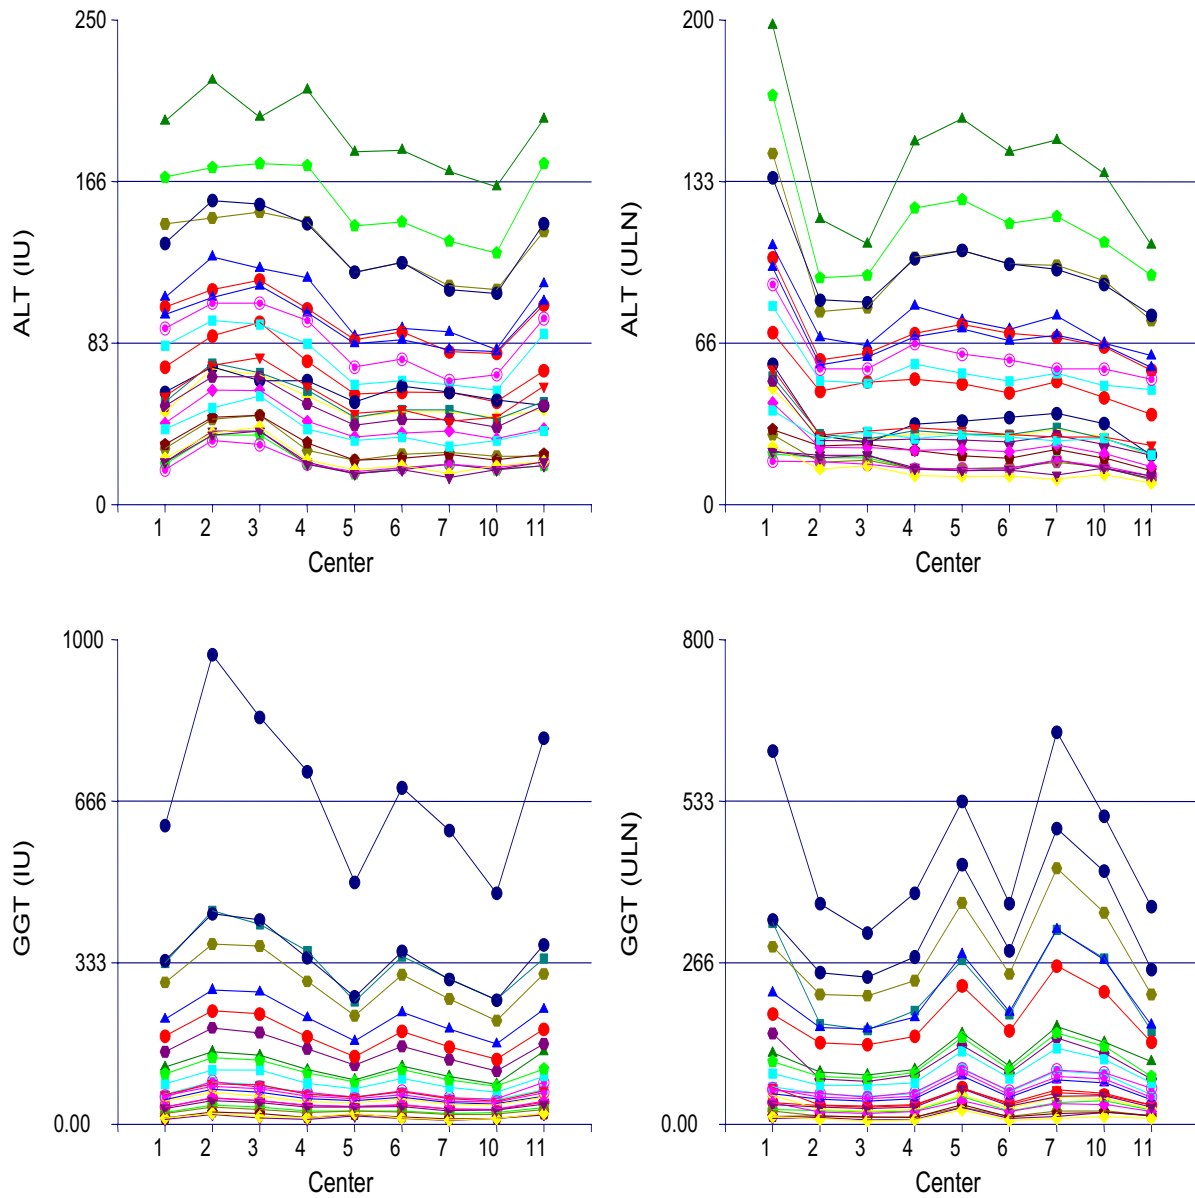 250
166
83
0
ALT (IU)
1 2 3 4 5 6 7 10 11
Center
200
133
66
0
ALT (ULN)
1 2 3 4 5 6 7 10 11
Center
1000
666
333
0.00
GGT (IU)
1 2 3 4 5 6 7 10 11
Center
800
533
266
0.00
GGT (ULN)
1 2 3 4 5 6 7 10 11
Center